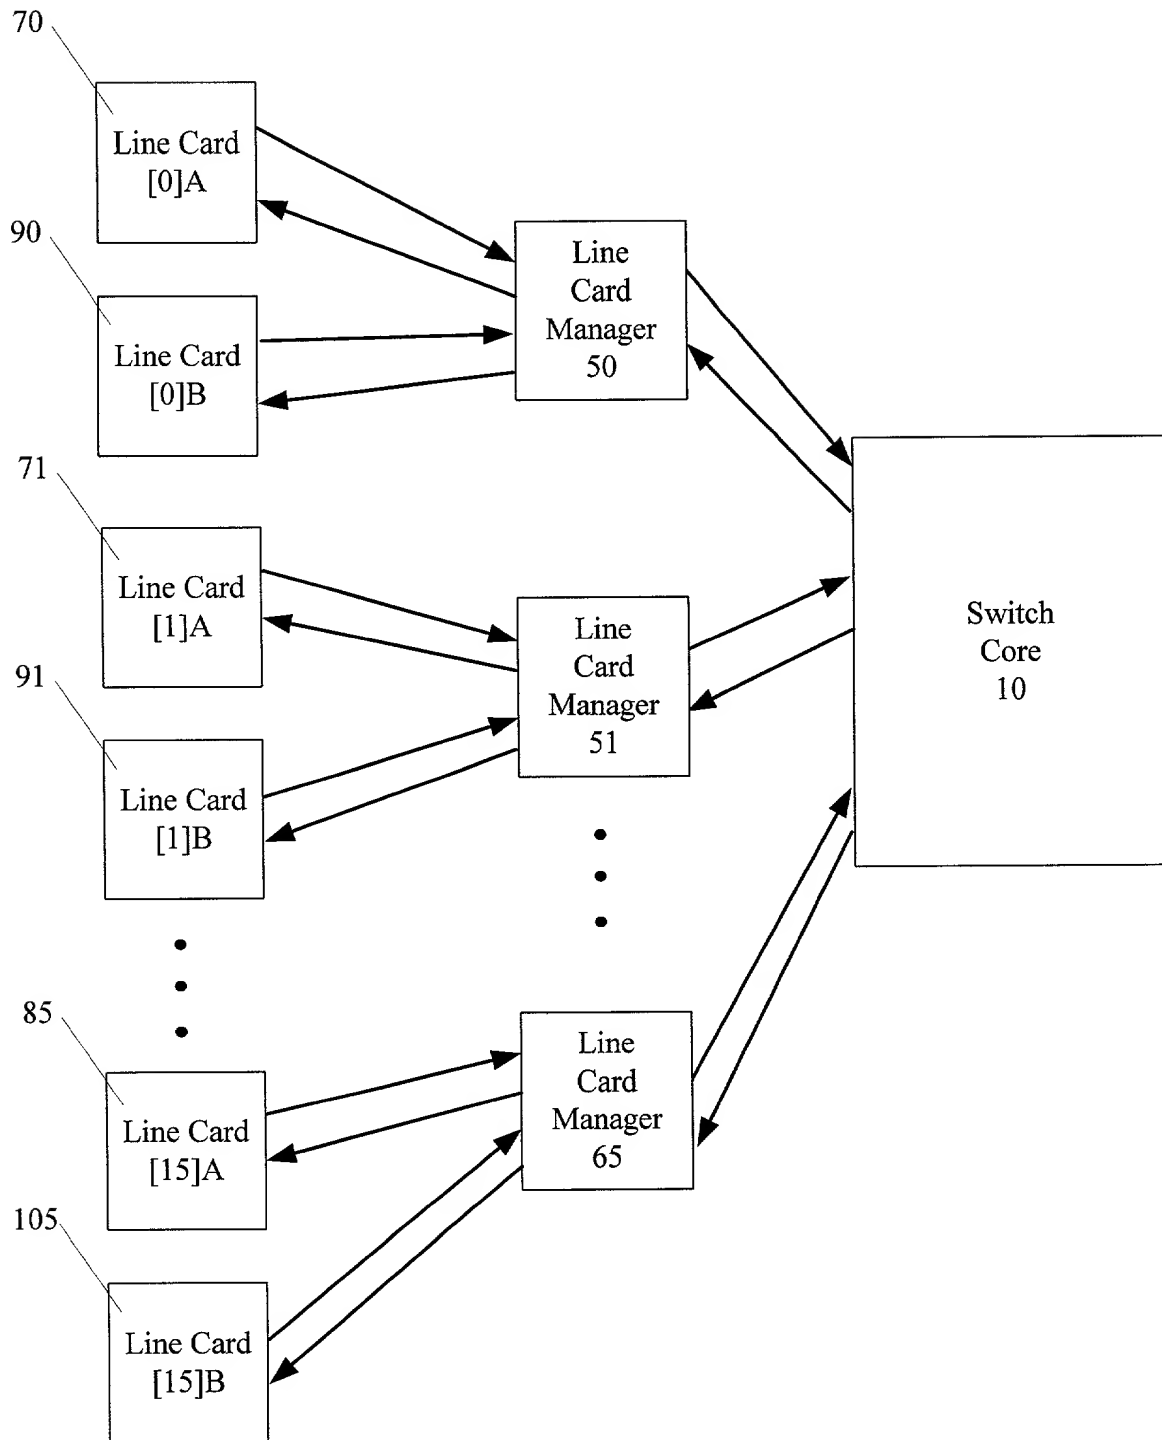 70
Line Card
[0]A
90
Line Card
[0]B
Line
Card
Manager
50
71
Line Card
[1]A
91
Line Card
[1]B
Line
Card
Manager
51
Switch
Core
10
85
Line Card
[15]A
105
Line Card
[15]B
Line
Card
Manager
65